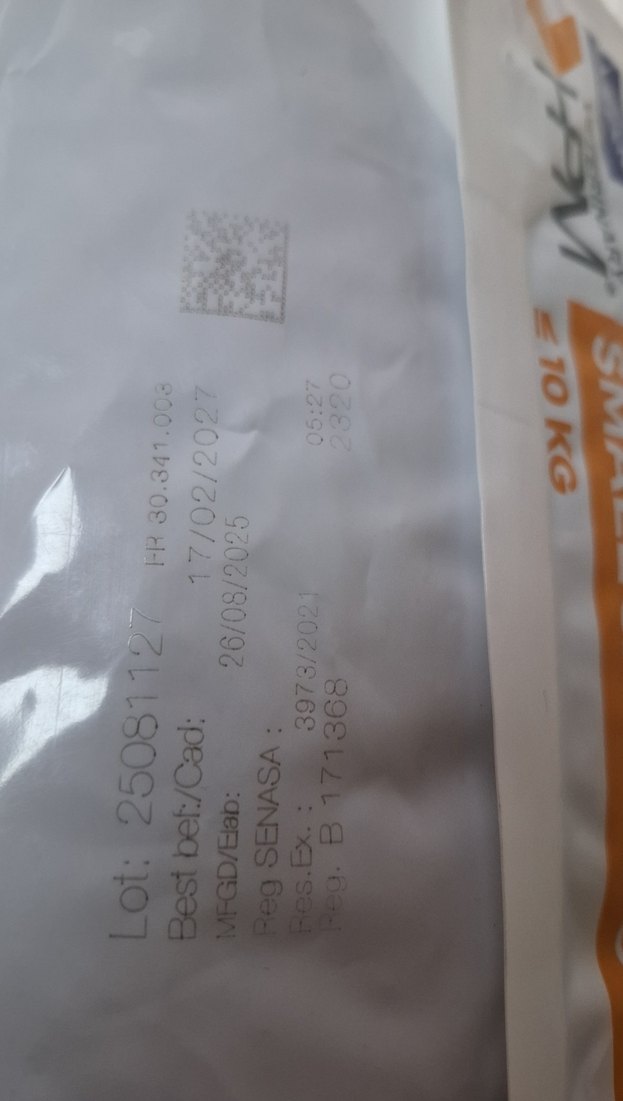 Lot: 25081127 FR 30.341.003
Best bef:/Cad: 17/02/2027
MFGD/Elab: 26/08/2025
Reg SENASA :
Res.Ex. : 3973/2021 05:27
Reg. B 171368 2320
≤ 10 KG
SMALL